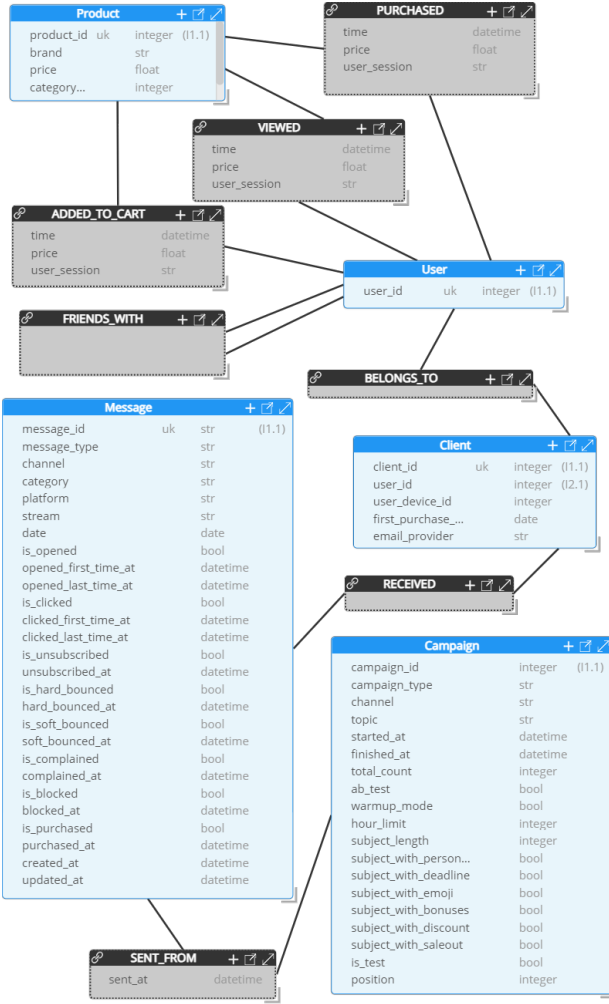 Product
product_id uk integer (I1.1)
brand str
price float
category... integer
PURCHASED
time datetime
price float
user_session str
VIEWED
time datetime
price float
user_session str
ADDED_TO_CART
time datetime
price float
user_session str
User
user_id uk integer (I1.1)
FRIENDS_WITH
BELONGS_TO
Message
message_id uk str (I1.1)
message_type str
channel str
category str
platform str
stream str
date date
is_opened bool
opened_first_time_at datetime
opened_last_time_at datetime
is_clicked bool
clicked_first_time_at datetime
clicked_last_time_at datetime
is_unsubscribed bool
unsubscribed_at datetime
is_hard_bounced bool
hard_bounced_at datetime
is_soft_bounced bool
soft_bounced_at datetime
is_complained bool
complained_at datetime
is_blocked bool
blocked_at datetime
is_purchased bool
purchased_at datetime
created_at datetime
updated_at datetime
Client
client_id uk integer (I1.1)
user_id integer (I2.1)
user_device_id integer
first_purchase_... date
email_provider str
RECEIVED
Campaign
campaign_id integer (I1.1)
campaign_type str
channel str
topic str
started_at datetime
finished_at datetime
total_count integer
ab_test bool
warmup_mode bool
hour_limit integer
subject_length integer
subject_with_person... bool
subject_with_deadline bool
subject_with_emoji bool
subject_with_bonuses bool
subject_with_discount bool
subject_with_saleout bool
is_test bool
position integer
SENT_FROM
sent_at datetime